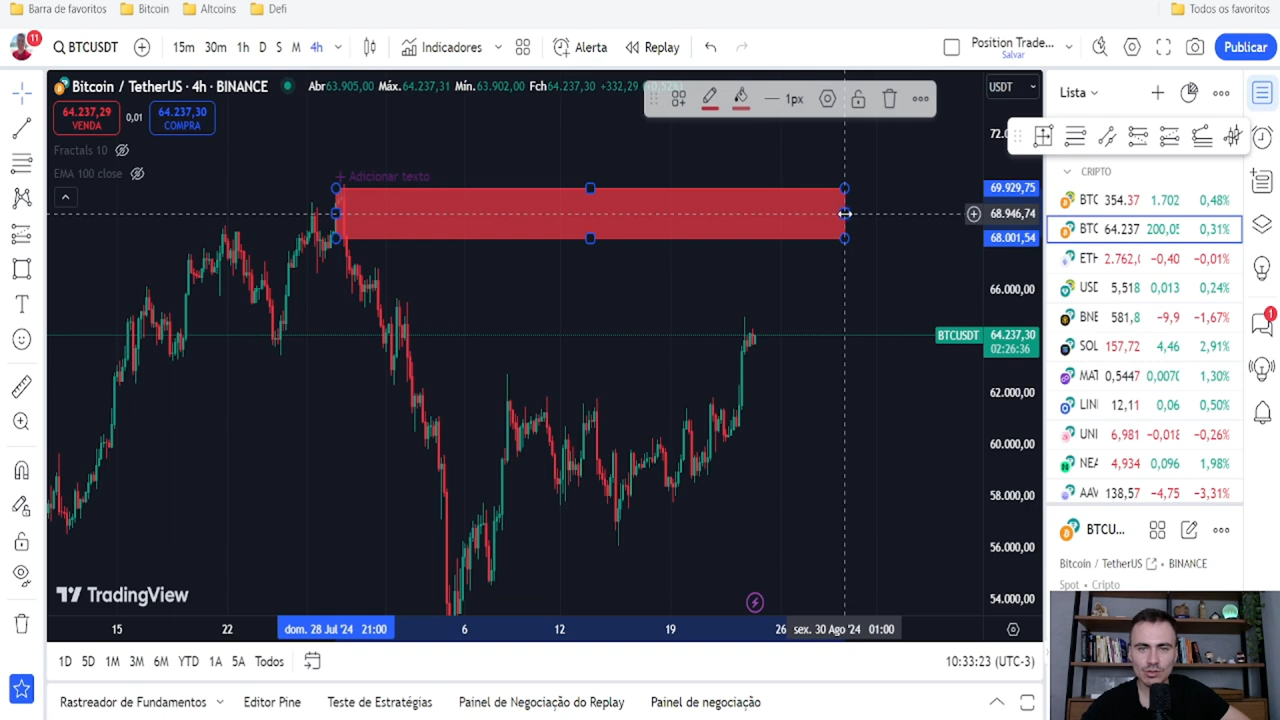 Barra de favoritos Bitcoin Altcoins Defi Todos os favoritos
11 BTCUSDT 15m 30m 1h D S M 4h Indicadores Alerta Replay Position Trade... Salvar Publicar
Bitcoin / TetherUS · 4h · BINANCE Abr63.905,00 Máx.64.237,31 Mín.63.902,00 Fch64.237,30 +332,29
USDT
Lista
64.237,29 VENDA 0,01 64.237,30 COMPRA
1px
Fractals 10
EMA 100 close
+ Adicionar texto
72.0
69.929,75
68.946,74
68.001,54
66.000,00
BTCUSDT 64.237,30
02:26:36
62.000,00
60.000,00
58.000,00
56.000,00
54.000,00
CRIPTO
BTC 354.37 1.702 0,48%
BTC 64.237 200,05 0,31%
ETH 2.762,0 −0,40 −0,01%
USD 5,518 0,013 0,24%
BNB 581,8 −9,9 −1,67%
SOL 157,72 4,46 2,91%
MAT 0,5447 0,0070 1,30%
LIN 12,11 0,06 0,50%
UNI 6,981 −0,018 −0,26%
NEA 4,934 0,096 1,98%
AAV 138,57 −4,75 −3,31%
1
BTCU...
Bitcoin / TetherUS • BINANCE
Spot • Cripto
TradingView
15 22 dom. 28 Jul '24 21:00 6 12 19 26 sex. 30 Ago '24 01:00
1D 5D 1M 3M 6M YTD 1A 5A Todos 10:33:23 (UTC-3)
Rastreador de Fundamentos Editor Pine Teste de Estratégias Painel de Negociação do Replay Painel de negociação